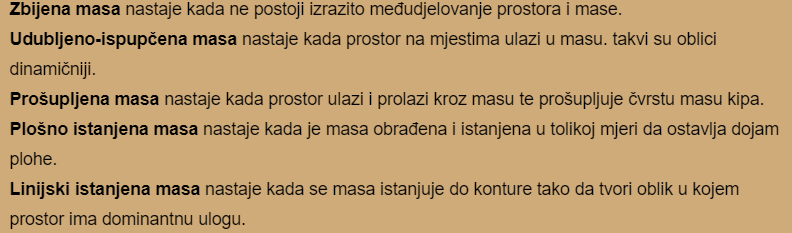 Zbijena masa nastaje kada ne postoji izrazito međudjelovanje prostora i mase.
Udubljeno-ispupčena masa nastaje kada prostor na mjestima ulazi u masu. takvi su oblici
dinamičniji.
Prošupljena masa nastaje kada prostor ulazi i prolazi kroz masu te prošupljuje čvrstu masu kipa.
Plošno istanjena masa nastaje kada je masa obrađena i istanjena u tolikoj mjeri da ostavlja dojam
plohe.
Linijski istanjena masa nastaje kada se masa istanjuje do konture tako da tvori oblik u kojem
prostor ima dominantnu ulogu.